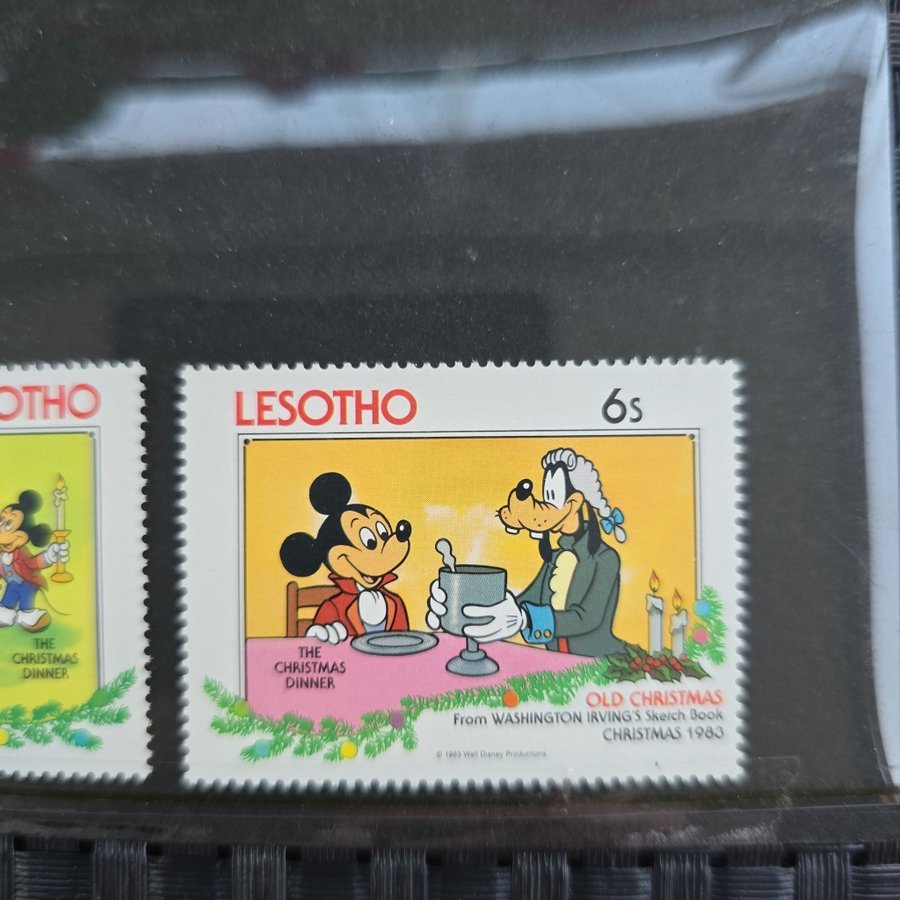 OTHO
THE
CHRISTMAS
DINNER
LESOTHO 6s
THE
CHRISTMAS
DINNER
OLD CHRISTMAS
From WASHINGTON IRVING'S Sketch Book
CHRISTMAS 1983
© 1983 Walt Disney Productions